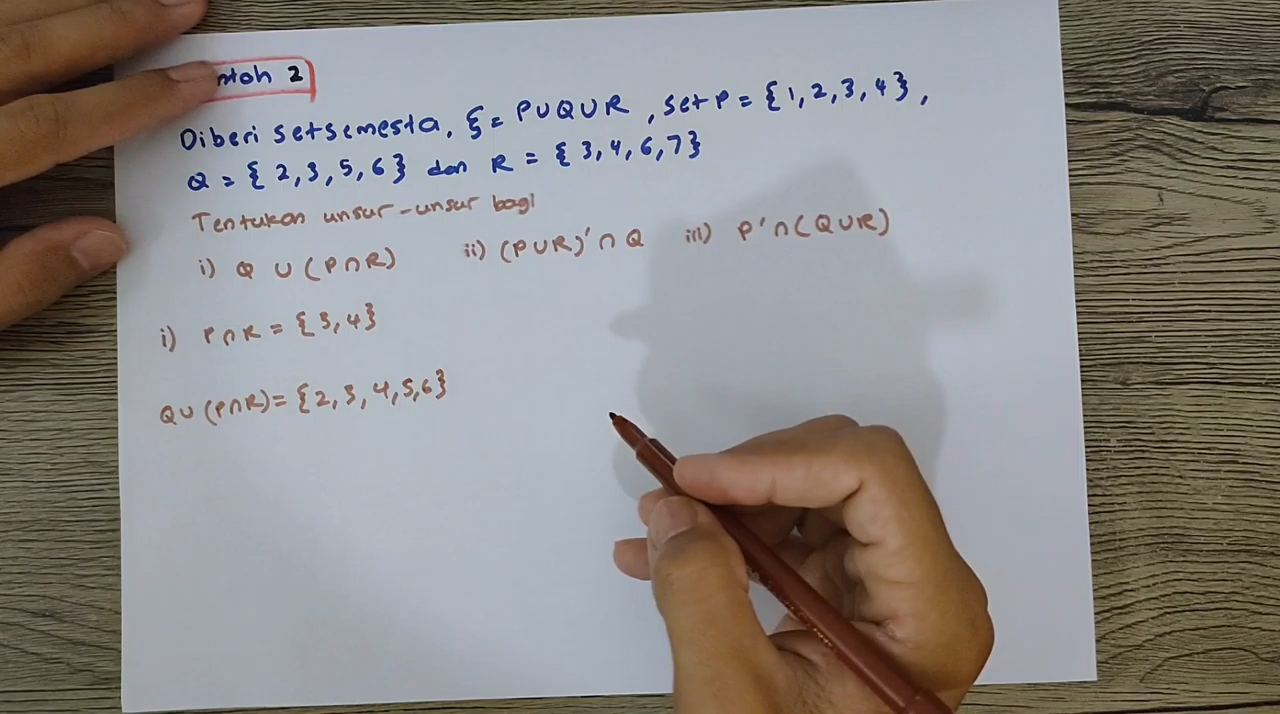 ntoh 2
Diberi set semesta, ξ = P∪Q∪R, set P = {1, 2, 3, 4},
Q = {2, 3, 5, 6} dan R = {3, 4, 6, 7}
Tentukan unsur-unsur bagi
i) Q ∪ (P∩R) ii) (P∪R)' ∩ Q iii) P' ∩ (Q∪R)
i) P∩R = {3, 4}
Q∪(P∩R) = {2, 3, 4, 5, 6}